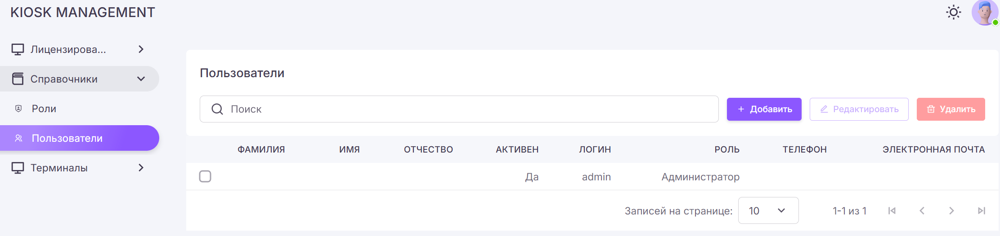 KIOSK MANAGEMENT
Лицензирова...
Справочники
Роли
Пользователи
Терминалы
Пользователи
Поиск
Добавить
Редактировать
Удалить
ФАМИЛИЯ ИМЯ ОТЧЕСТВО АКТИВЕН ЛОГИН РОЛЬ ТЕЛЕФОН ЭЛЕКТРОННАЯ ПОЧТА
Да admin Администратор
Записей на странице: 10 1-1 из 1